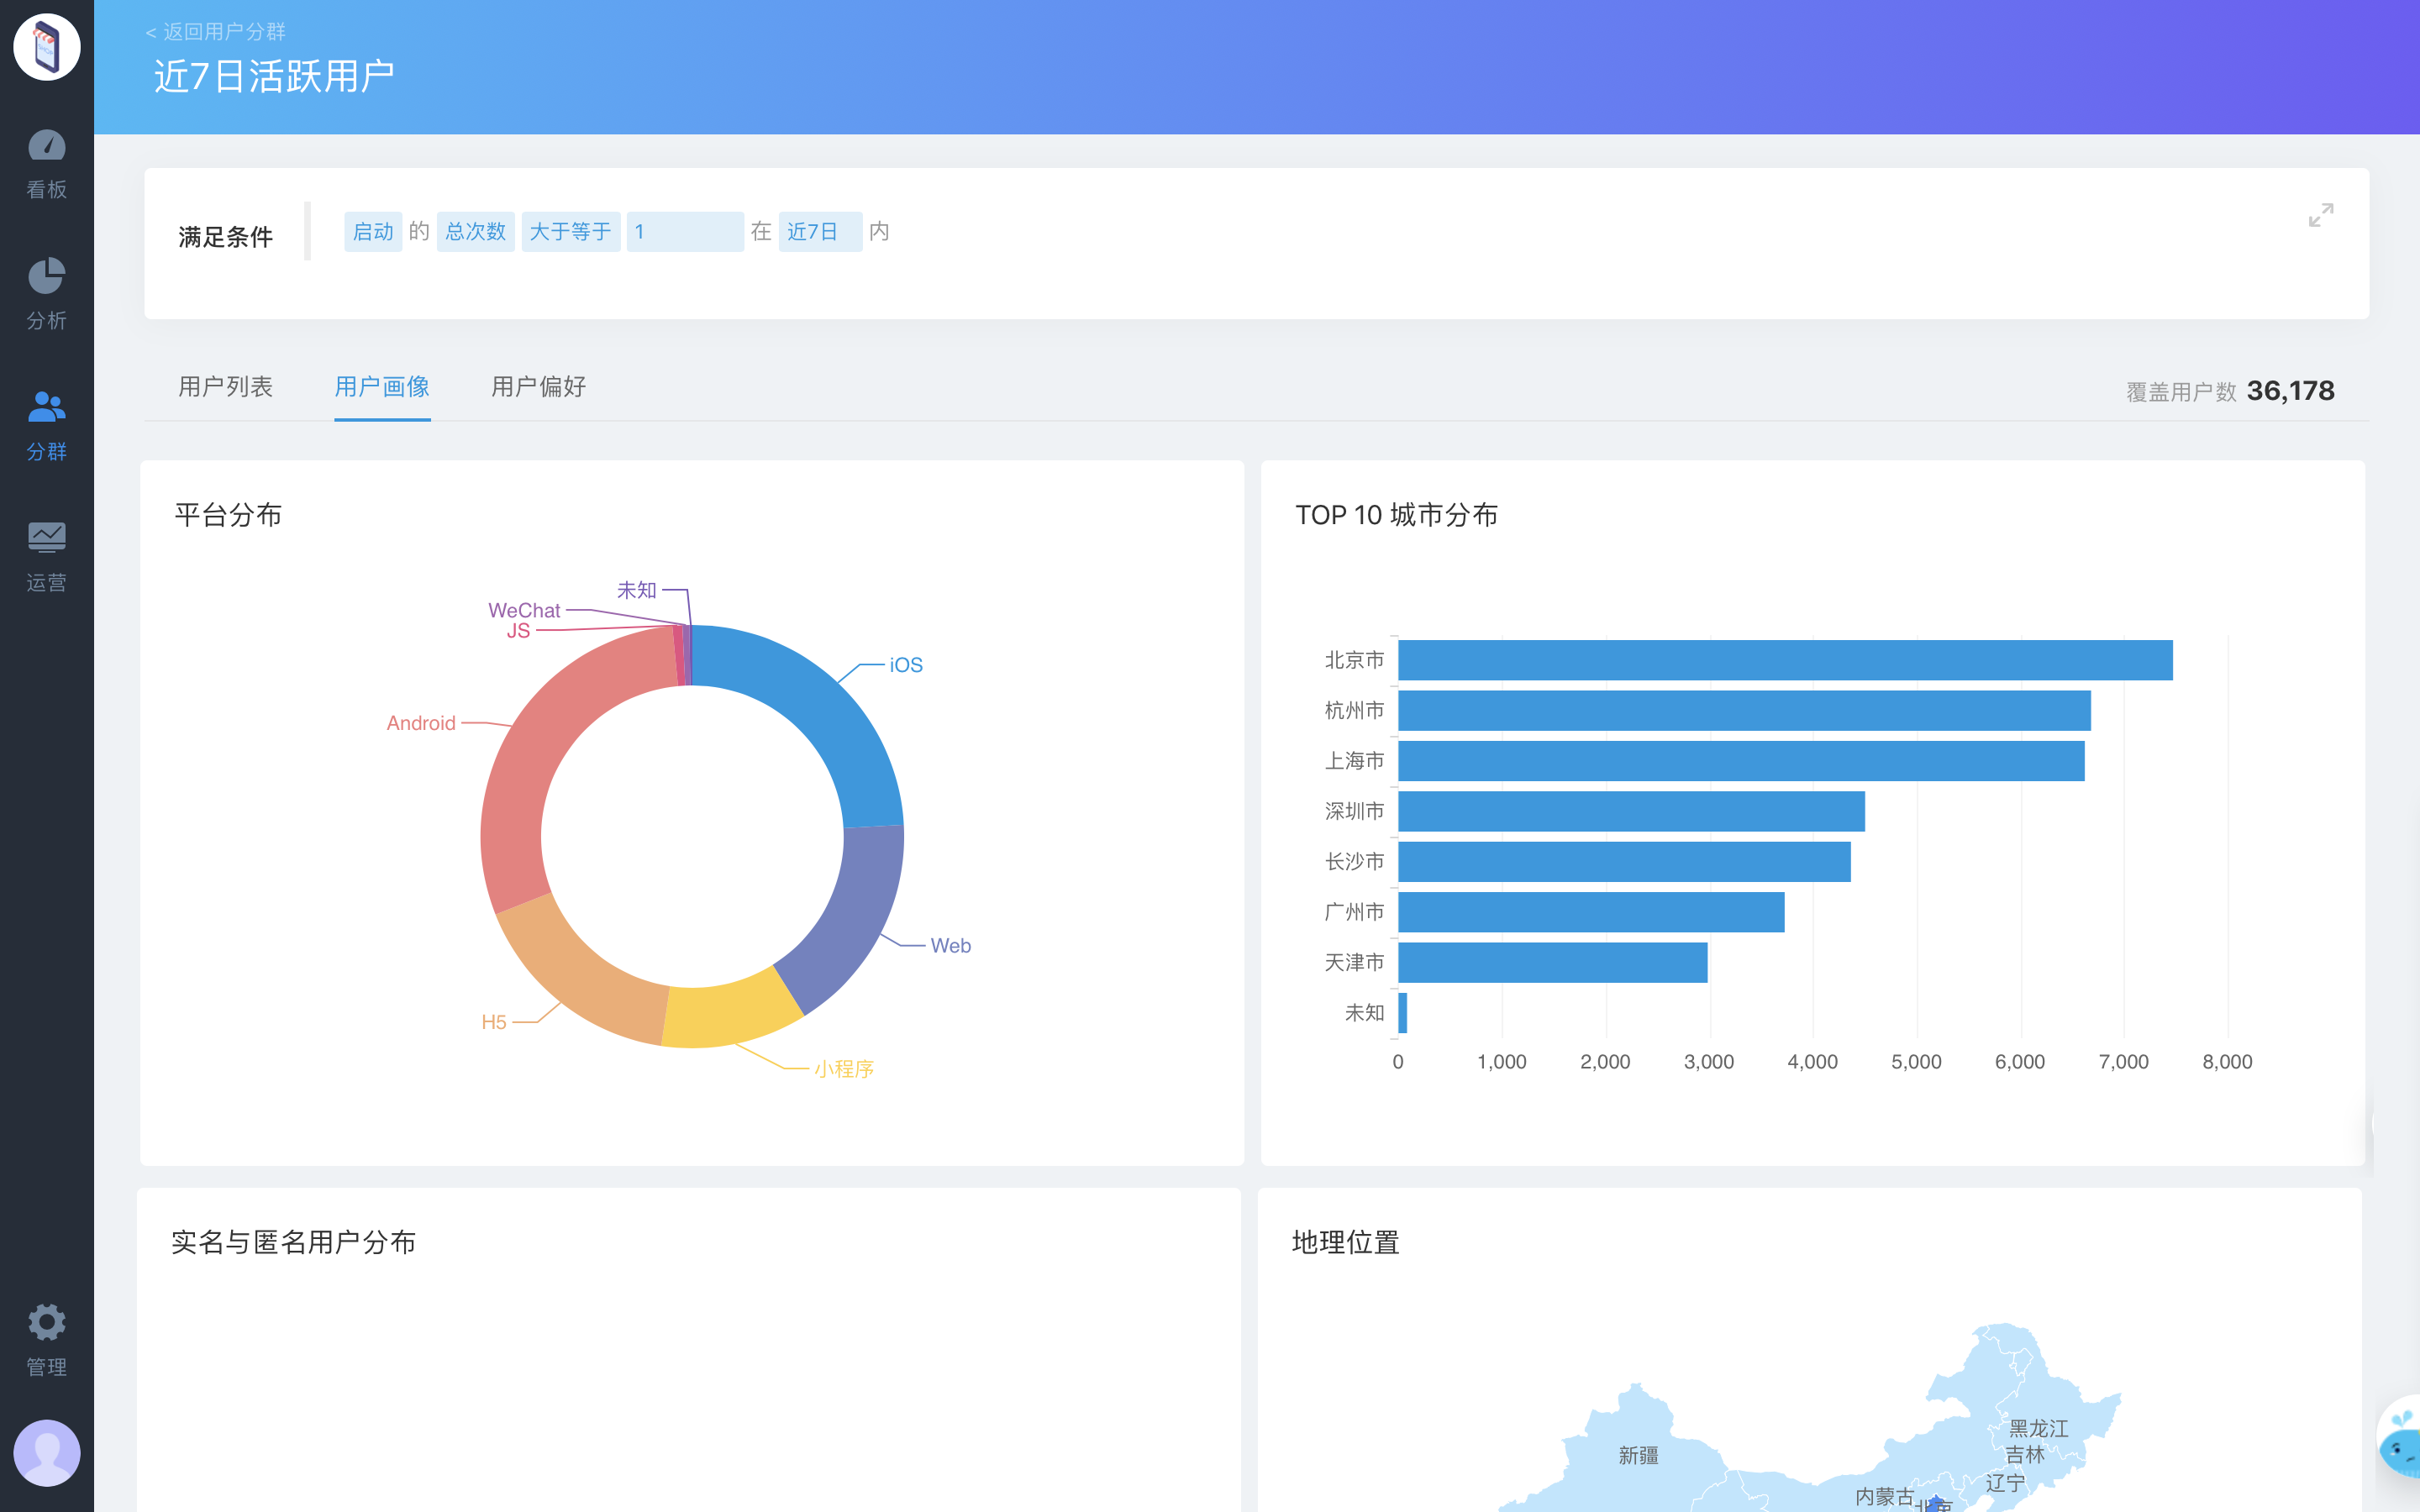 < 返回用户分群
近7日活跃用户
看板
分析
分群
运营
管理
满足条件 启动 的 总次数 大于等于 1 在 近7日 内
用户列表 用户画像 用户偏好 覆盖用户数 36,178
平台分布
未知
WeChat
JS
iOS
Android
Web
H5
小程序
TOP 10 城市分布
北京市
杭州市
上海市
深圳市
长沙市
广州市
天津市
未知
0 1,000 2,000 3,000 4,000 5,000 6,000 7,000 8,000
实名与匿名用户分布
地理位置
黑龙江
新疆
吉林
辽宁
内蒙古
北京